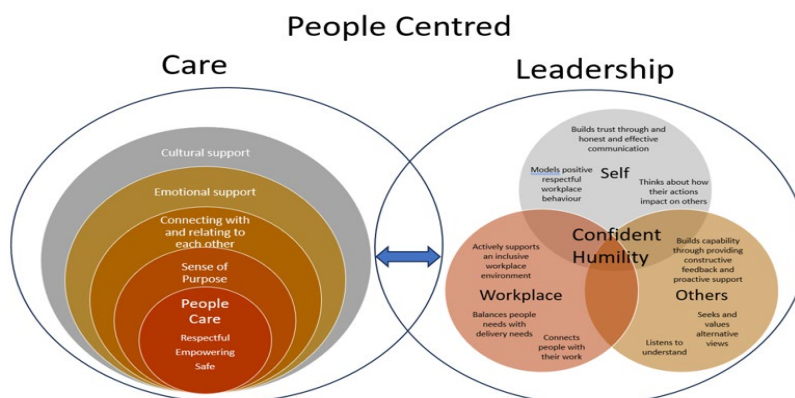 People Centred
Care
Leadership
Cultural support
Emotional support
Connecting with
and relating to
each other
Sense of
Purpose
People
Care
Respectful
Empowering
Safe
Builds trust through and
honest and effective
communication
Self
Models positive
respectful
workplace
behaviour
Thinks about how
their actions
impact on others
Confident
Humility
Actively supports
an inclusive
workplace
environment
Workplace
Balances people
needs with
delivery needs
Connects
people with
their work
Builds capability
through providing
constructive
feedback and
proactive support
Others
Seeks and
values
alternative
views
Listens to
understand